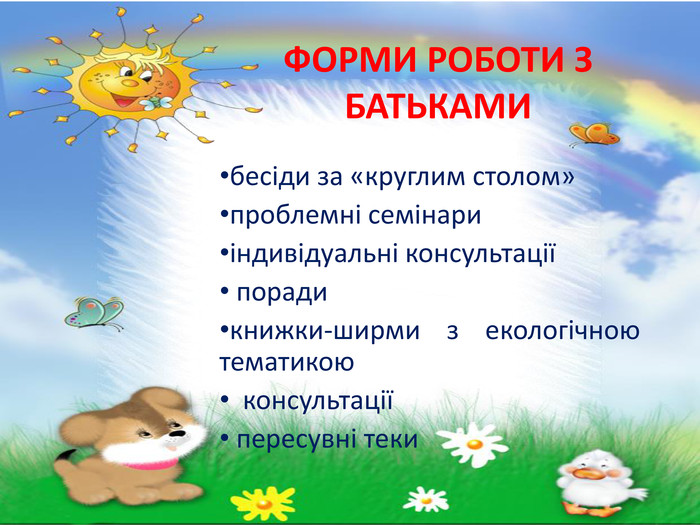 ФОРМИ РОБОТИ З
БАТЬКАМИ
•бесіди за «круглим столом»
•проблемні семінари
•індивідуальні консультації
• поради
•книжки-ширми з екологічною
тематикою
• консультації
• пересувні теки